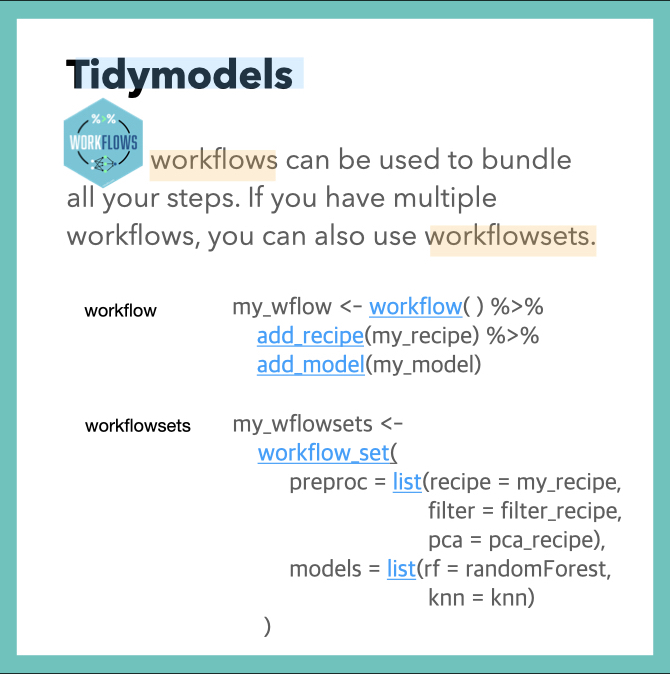 Tidymodels
%>%
WORKFLOWS
workflows can be used to bundle
all your steps. If you have multiple
workflows, you can also use workflowsets.
workflow
my_wflow <- workflow( ) %>%
add_recipe(my_recipe) %>%
add_model(my_model)
workflowsets
my_wflowsets <-
workflow_set(
preproc = list(recipe = my_recipe,
filter = filter_recipe,
pca = pca_recipe),
models = list(rf = randomForest,
knn = knn)
)